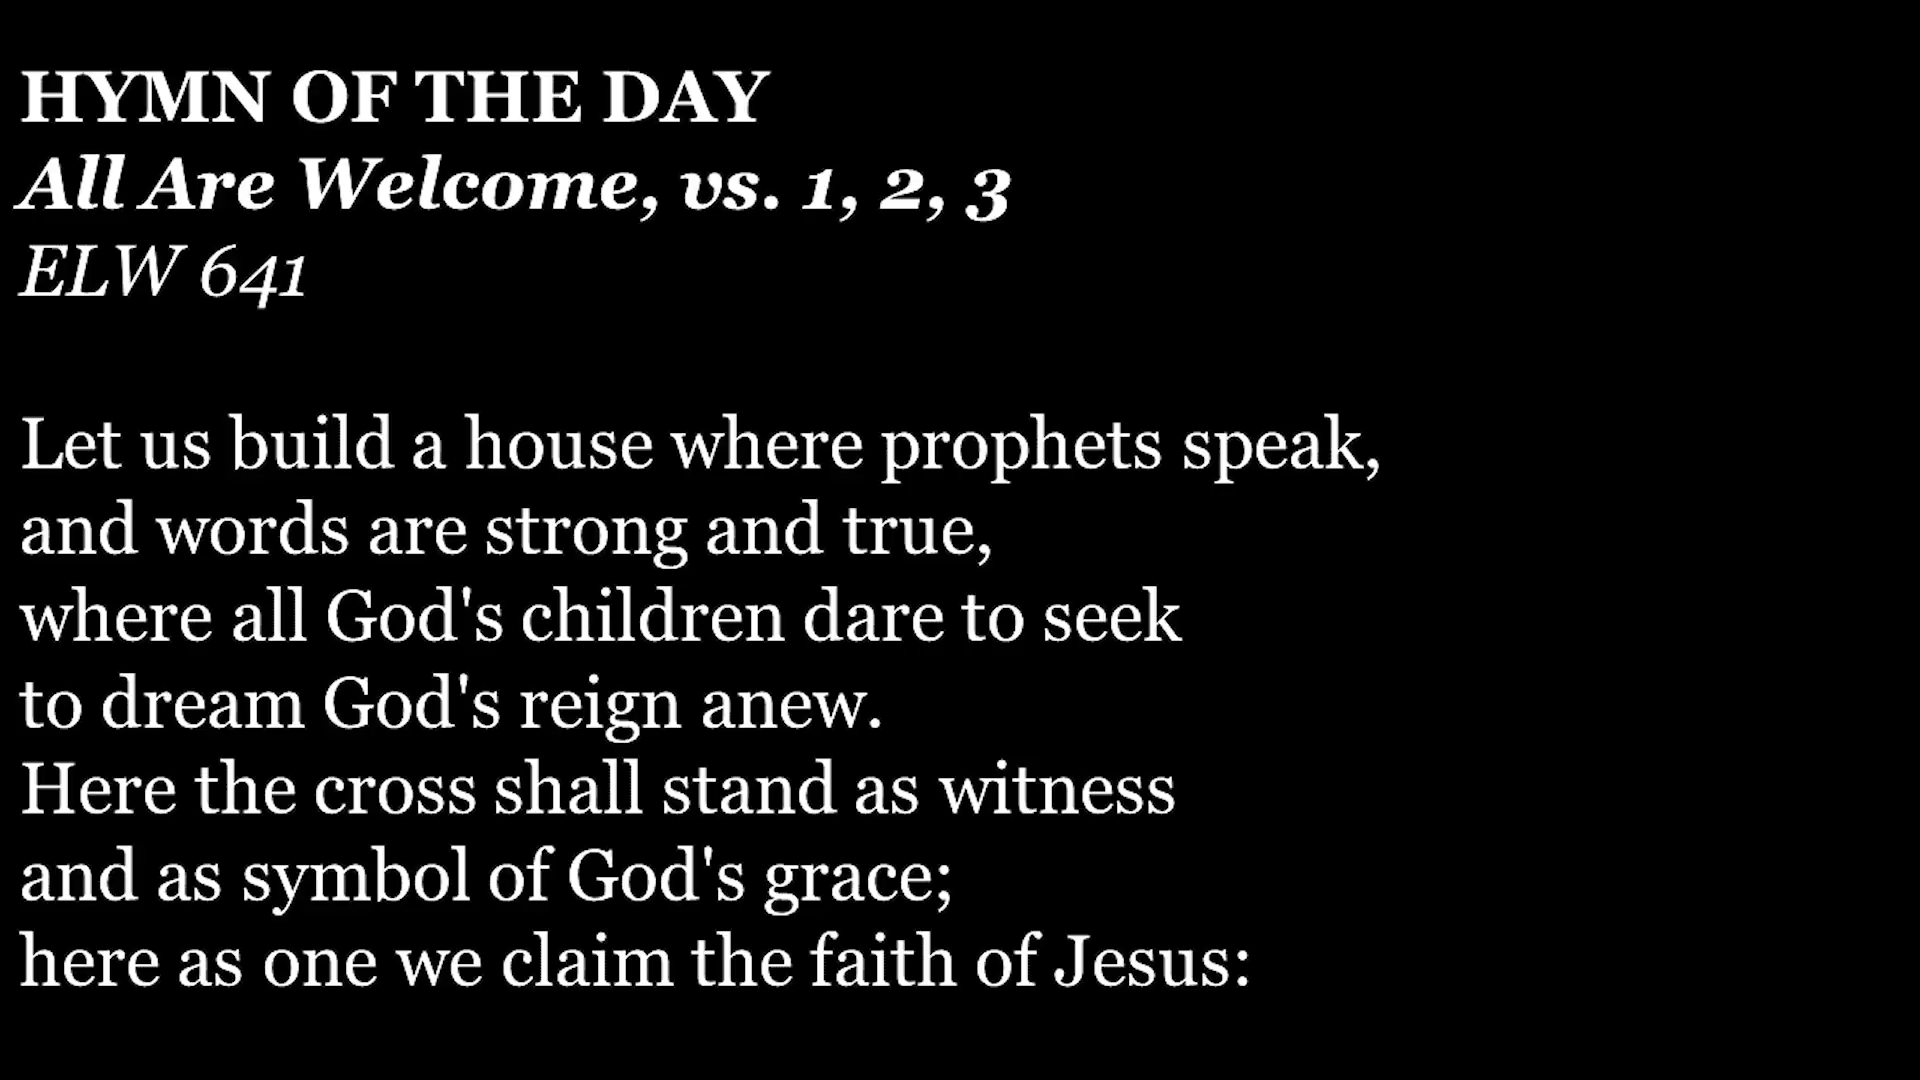 HYMN OF THE DAY
All Are Welcome, vs. 1, 2, 3
ELW 641
Let us build a house where prophets speak,
and words are strong and true,
where all God's children dare to seek
to dream God's reign anew.
Here the cross shall stand as witness
and as symbol of God's grace;
here as one we claim the faith of Jesus: